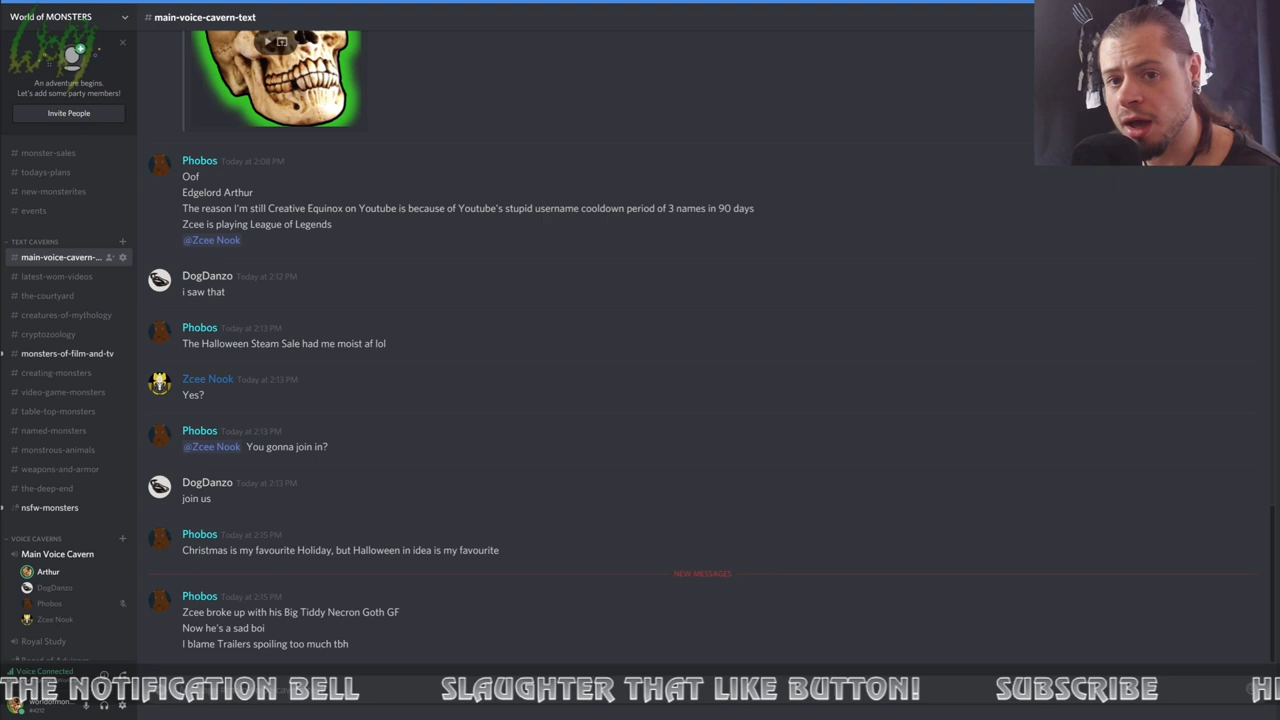 World of MONSTERS
# main-voice-cavern-text
An adventure begins.
Let's add some party members!
Invite People
# monster-sales
# todays-plans
# new-monsterites
# events
TEXT CAVERNS
# main-voice-cavern-...
# latest-wom-videos
# the-courtyard
# creatures-of-mythology
# cryptozoology
# monsters-of-film-and-tv
# creating-monsters
# video-game-monsters
# table-top-monsters
# named-monsters
# monstrous-animals
# weapons-and-armor
# the-deep-end
nsfw-monsters
VOICE CAVERNS
Main Voice Cavern
Arthur
DogDanzo
Phobos
Zcee Nook
Royal Study
Voice Connected
worldofmon...
#4212
Phobos Today at 2:08 PM
Oof
Edgelord Arthur
The reason I'm still Creative Equinox on Youtube is because of Youtube's stupid username cooldown period of 3 names in 90 days
Zcee is playing League of Legends
@Zcee Nook
DogDanzo Today at 2:12 PM
i saw that
Phobos Today at 2:13 PM
The Halloween Steam Sale had me moist af lol
Zcee Nook Today at 2:13 PM
Yes?
Phobos Today at 2:13 PM
@Zcee Nook You gonna join in?
DogDanzo Today at 2:13 PM
join us
Phobos Today at 2:15 PM
Christmas is my favourite Holiday, but Halloween in idea is my favourite
NEW MESSAGES
Phobos Today at 2:15 PM
Zcee broke up with his Big Tiddy Necron Goth GF
Now he's a sad boi
I blame Trailers spoiling too much tbh
THE NOTIFICATION BELL SLAUGHTER THAT LIKE BUTTON! SUBSCRIBE